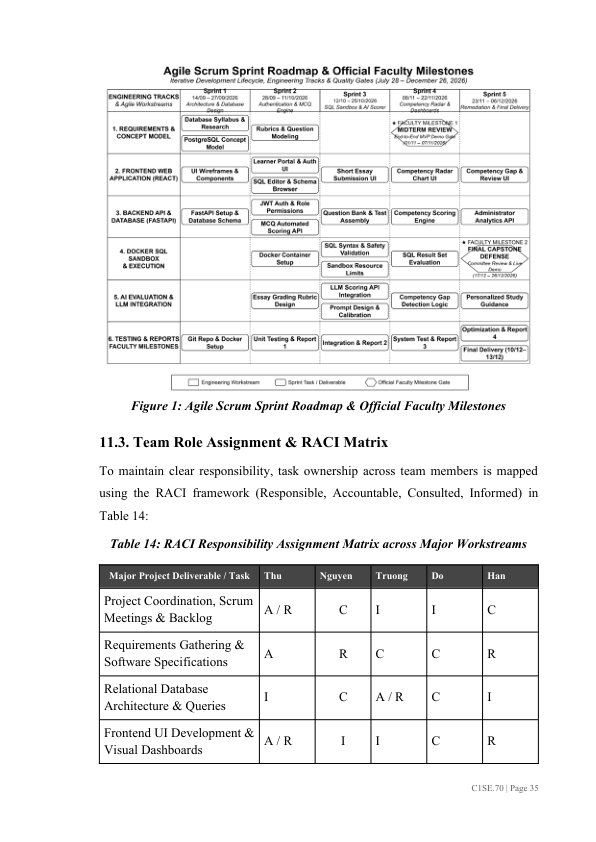 Agile Scrum Sprint Roadmap & Official Faculty Milestones
Iterative Development Lifecycle, Engineering Tracks & Quality Gates (July 28 – December 26, 2026)
ENGINEERING TRACKS
& Agile Workstreams
Sprint 1
14/09 – 27/09/2026
Architecture & Database
Design
Sprint 2
28/09 – 11/10/2026
Authentication & MCQ
Engine
Sprint 3
12/10 – 25/10/2026
SQL Sandbox & AI Scorer
Sprint 4
Competency Radar &
Dashboards
Sprint 5
23/11 – 06/12/2026
Remediation & Final Delivery
1. REQUIREMENTS &
CONCEPT MODEL
Database Syllabus &
Research
PostgreSQL Concept
Model
Rubrics & Question
Modeling
★ FACULTY MILESTONE 1
MIDTERM REVIEW
End-to-End MVP Demo Gate
(01/11 – 07/11/2026)
2. FRONTEND WEB
APPLICATION (REACT)
UI Wireframes &
Components
Learner Portal & Auth
UI
SQL Editor & Schema
Browser
Short Essay
Submission UI
Competency Radar
Chart UI
Competency Gap &
Review UI
3. BACKEND API &
DATABASE (FASTAPI)
FastAPI Setup &
Database Schema
JWT Auth & Role
Permissions
MCQ Automated
Scoring API
Question Bank & Test
Assembly
Competency Scoring
Engine
Administrator
Analytics API
4. DOCKER SQL
SANDBOX
& EXECUTION
Docker Container
Setup
SQL Syntax & Safety
Validation
Sandbox Resource
Limits
SQL Result Set
Evaluation
★ FACULTY MILESTONE 2
FINAL CAPSTONE
DEFENSE
Committee Review & Live
Demo
5. AI EVALUATION &
LLM INTEGRATION
Essay Grading Rubric
Design
LLM Scoring API
Integration
Prompt Design &
Calibration
Competency Gap
Detection Logic
Personalized Study
Guidance
6. TESTING & REPORTS
FACULTY MILESTONES
Git Repo & Docker
Setup
Unit Testing & Report
1
Integration & Report 2
System Test & Report
3
Optimization & Report
4
Final Delivery (10/12–
13/12)
Engineering Workstream
Sprint Task / Deliverable
Official Faculty Milestone Gate
Figure 1: Agile Scrum Sprint Roadmap & Official Faculty Milestones
11.3. Team Role Assignment & RACI Matrix
To maintain clear responsibility, task ownership across team members is mapped
using the RACI framework (Responsible, Accountable, Consulted, Informed) in
Table 14:
Table 14: RACI Responsibility Assignment Matrix across Major Workstreams
Major Project Deliverable / Task Thu Nguyen Truong Do Han
Project Coordination, Scrum
Meetings & Backlog
A / R C I I C
Requirements Gathering &
Software Specifications
A R C C R
Relational Database
Architecture & Queries
I C A / R C I
Frontend UI Development &
Visual Dashboards
A / R I I C R
C1SE.70 | Page 35